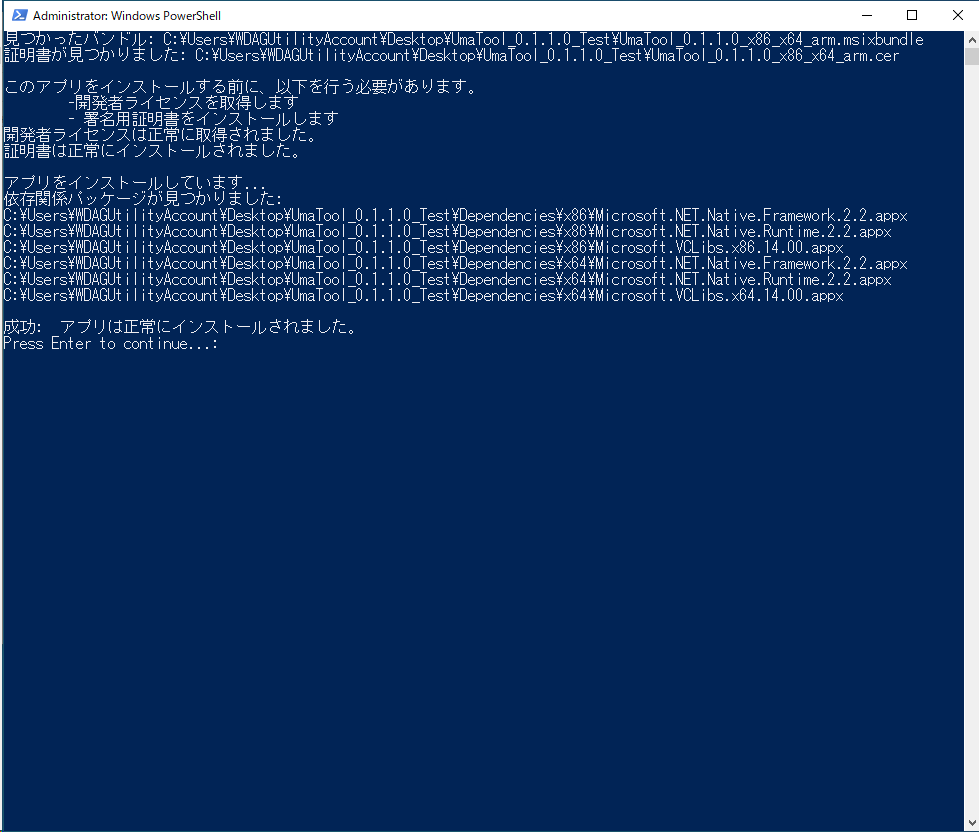 Administrator: Windows PowerShell
見つかったバンドル: C:¥Users¥WDAGUtilityAccount¥Desktop¥UmaTool_0.1.1.0_Test¥UmaTool_0.1.1.0_x86_x64_arm.msixbundle
証明書が見つかりました: C:¥Users¥WDAGUtilityAccount¥Desktop¥UmaTool_0.1.1.0_Test¥UmaTool_0.1.1.0_x86_x64_arm.cer
このアプリをインストールする前に、以下を行う必要があります。
-開発者ライセンスを取得します
- 署名用証明書をインストールします
開発者ライセンスは正常に取得されました。
証明書は正常にインストールされました。
アプリをインストールしています...
依存関係パッケージが見つかりました:
C:¥Users¥WDAGUtilityAccount¥Desktop¥UmaTool_0.1.1.0_Test¥Dependencies¥x86¥Microsoft.NET.Native.Framework.2.2.appx
C:¥Users¥WDAGUtilityAccount¥Desktop¥UmaTool_0.1.1.0_Test¥Dependencies¥x86¥Microsoft.NET.Native.Runtime.2.2.appx
C:¥Users¥WDAGUtilityAccount¥Desktop¥UmaTool_0.1.1.0_Test¥Dependencies¥x86¥Microsoft.VCLibs.x86.14.00.appx
C:¥Users¥WDAGUtilityAccount¥Desktop¥UmaTool_0.1.1.0_Test¥Dependencies¥x64¥Microsoft.NET.Native.Framework.2.2.appx
C:¥Users¥WDAGUtilityAccount¥Desktop¥UmaTool_0.1.1.0_Test¥Dependencies¥x64¥Microsoft.NET.Native.Runtime.2.2.appx
C:¥Users¥WDAGUtilityAccount¥Desktop¥UmaTool_0.1.1.0_Test¥Dependencies¥x64¥Microsoft.VCLibs.x64.14.00.appx
成功: アプリは正常にインストールされました。
Press Enter to continue...: